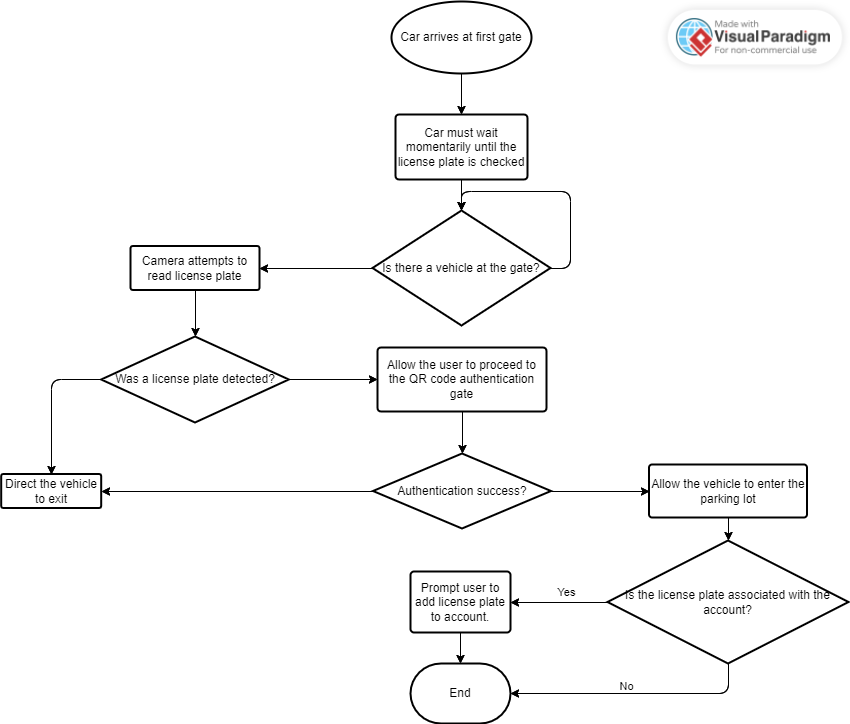 Car arrives at first gate
Made with
Visual Paradigm
For non-commercial use
Car must wait
momentarily until the
license plate is checked
Is there a vehicle at the gate?
Camera attempts to
read license plate
Was a license plate detected?
Allow the user to proceed to
the QR code authentication
gate
Direct the vehicle
to exit
Authentication success?
Allow the vehicle to enter the
parking lot
Is the license plate associated with the
account?
Yes
Prompt user to
add license plate
to account.
No
End